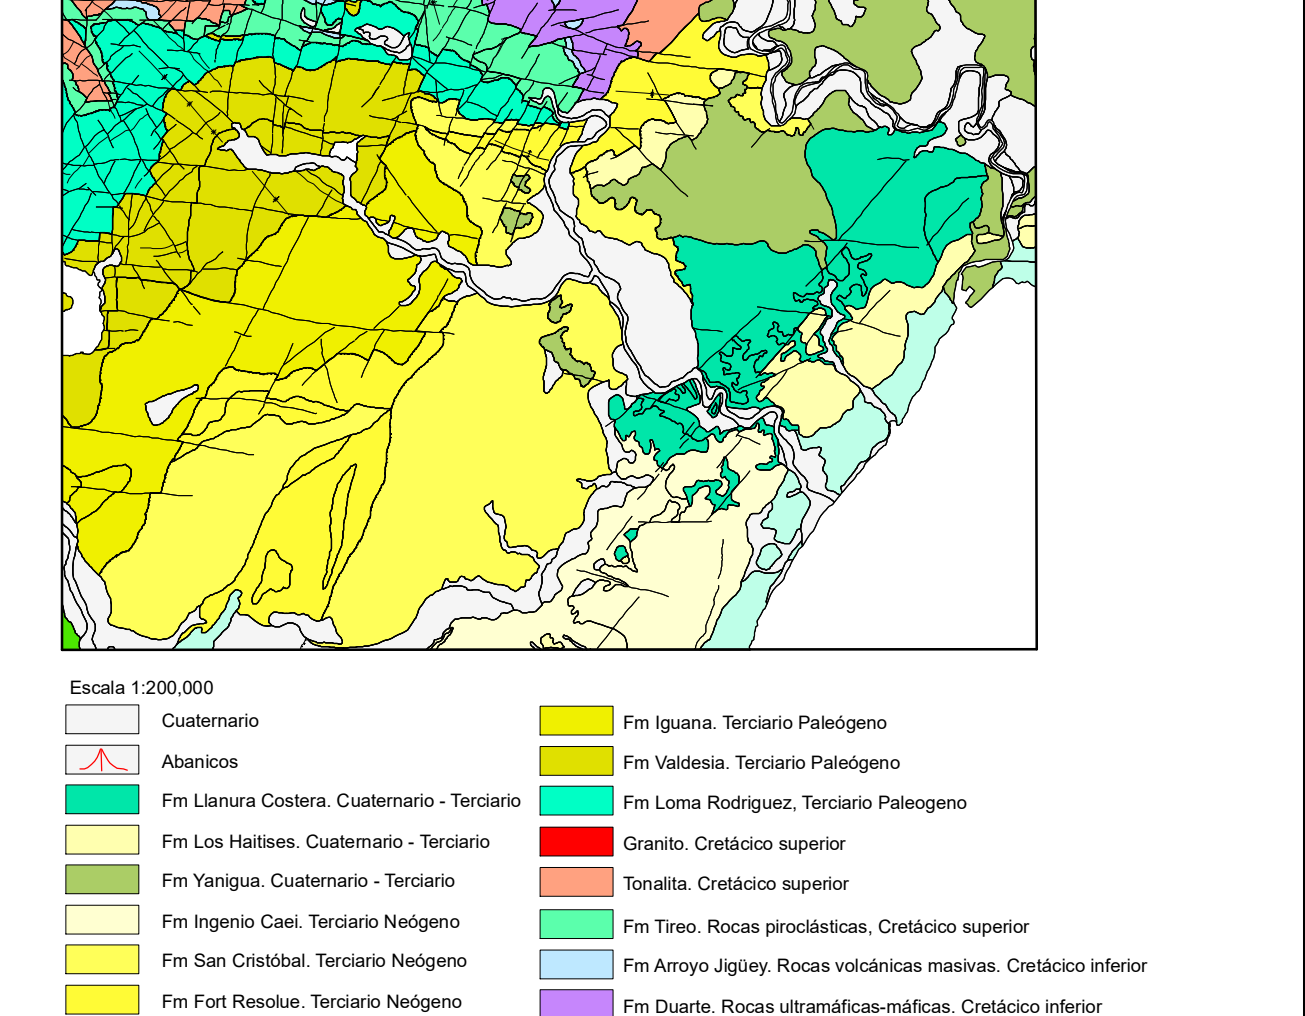 Escala 1:200,000
Cuaternario
Abanicos
Fm Llanura Costera. Cuaternario - Terciario
Fm Los Haitises. Cuaternario - Terciario
Fm Yanigua. Cuaternario - Terciario
Fm Ingenio Caei. Terciario Neógeno
Fm San Cristóbal. Terciario Neógeno
Fm Fort Resolue. Terciario Neógeno
Fm Iguana. Terciario Paleógeno
Fm Valdesia. Terciario Paleógeno
Fm Loma Rodriguez, Terciario Paleogeno
Granito. Cretácico superior
Tonalita. Cretácico superior
Fm Tireo. Rocas piroclásticas, Cretácico superior
Fm Arroyo Jigüey. Rocas volcánicas masivas. Cretácico inferior
Fm Duarte. Rocas ultramáficas-máficas. Cretácico inferior